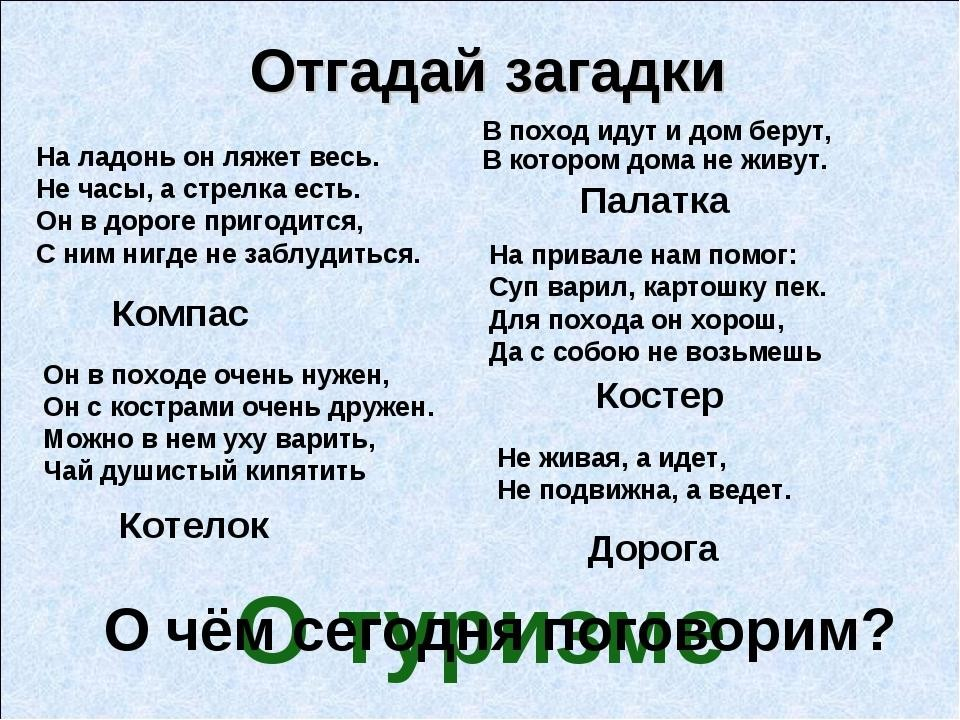 Отгадай загадки
На ладонь он ляжет весь.
Не часы, а стрелка есть.
Он в дороге пригодится,
С ним нигде не заблудиться.
Компас
Он в походе очень нужен,
Он с кострами очень дружен.
Можно в нем уху варить,
Чай душистый кипятить
Котелок
В поход идут и дом берут,
В котором дома не живут.
Палатка
На привале нам помог:
Суп варил, картошку пек.
Для похода он хорош,
Да с собою не возьмешь
Костер
Не живая, а идет,
Не подвижна, а ведет.
Дорога
О чём сегодня поговорим?
О туризме